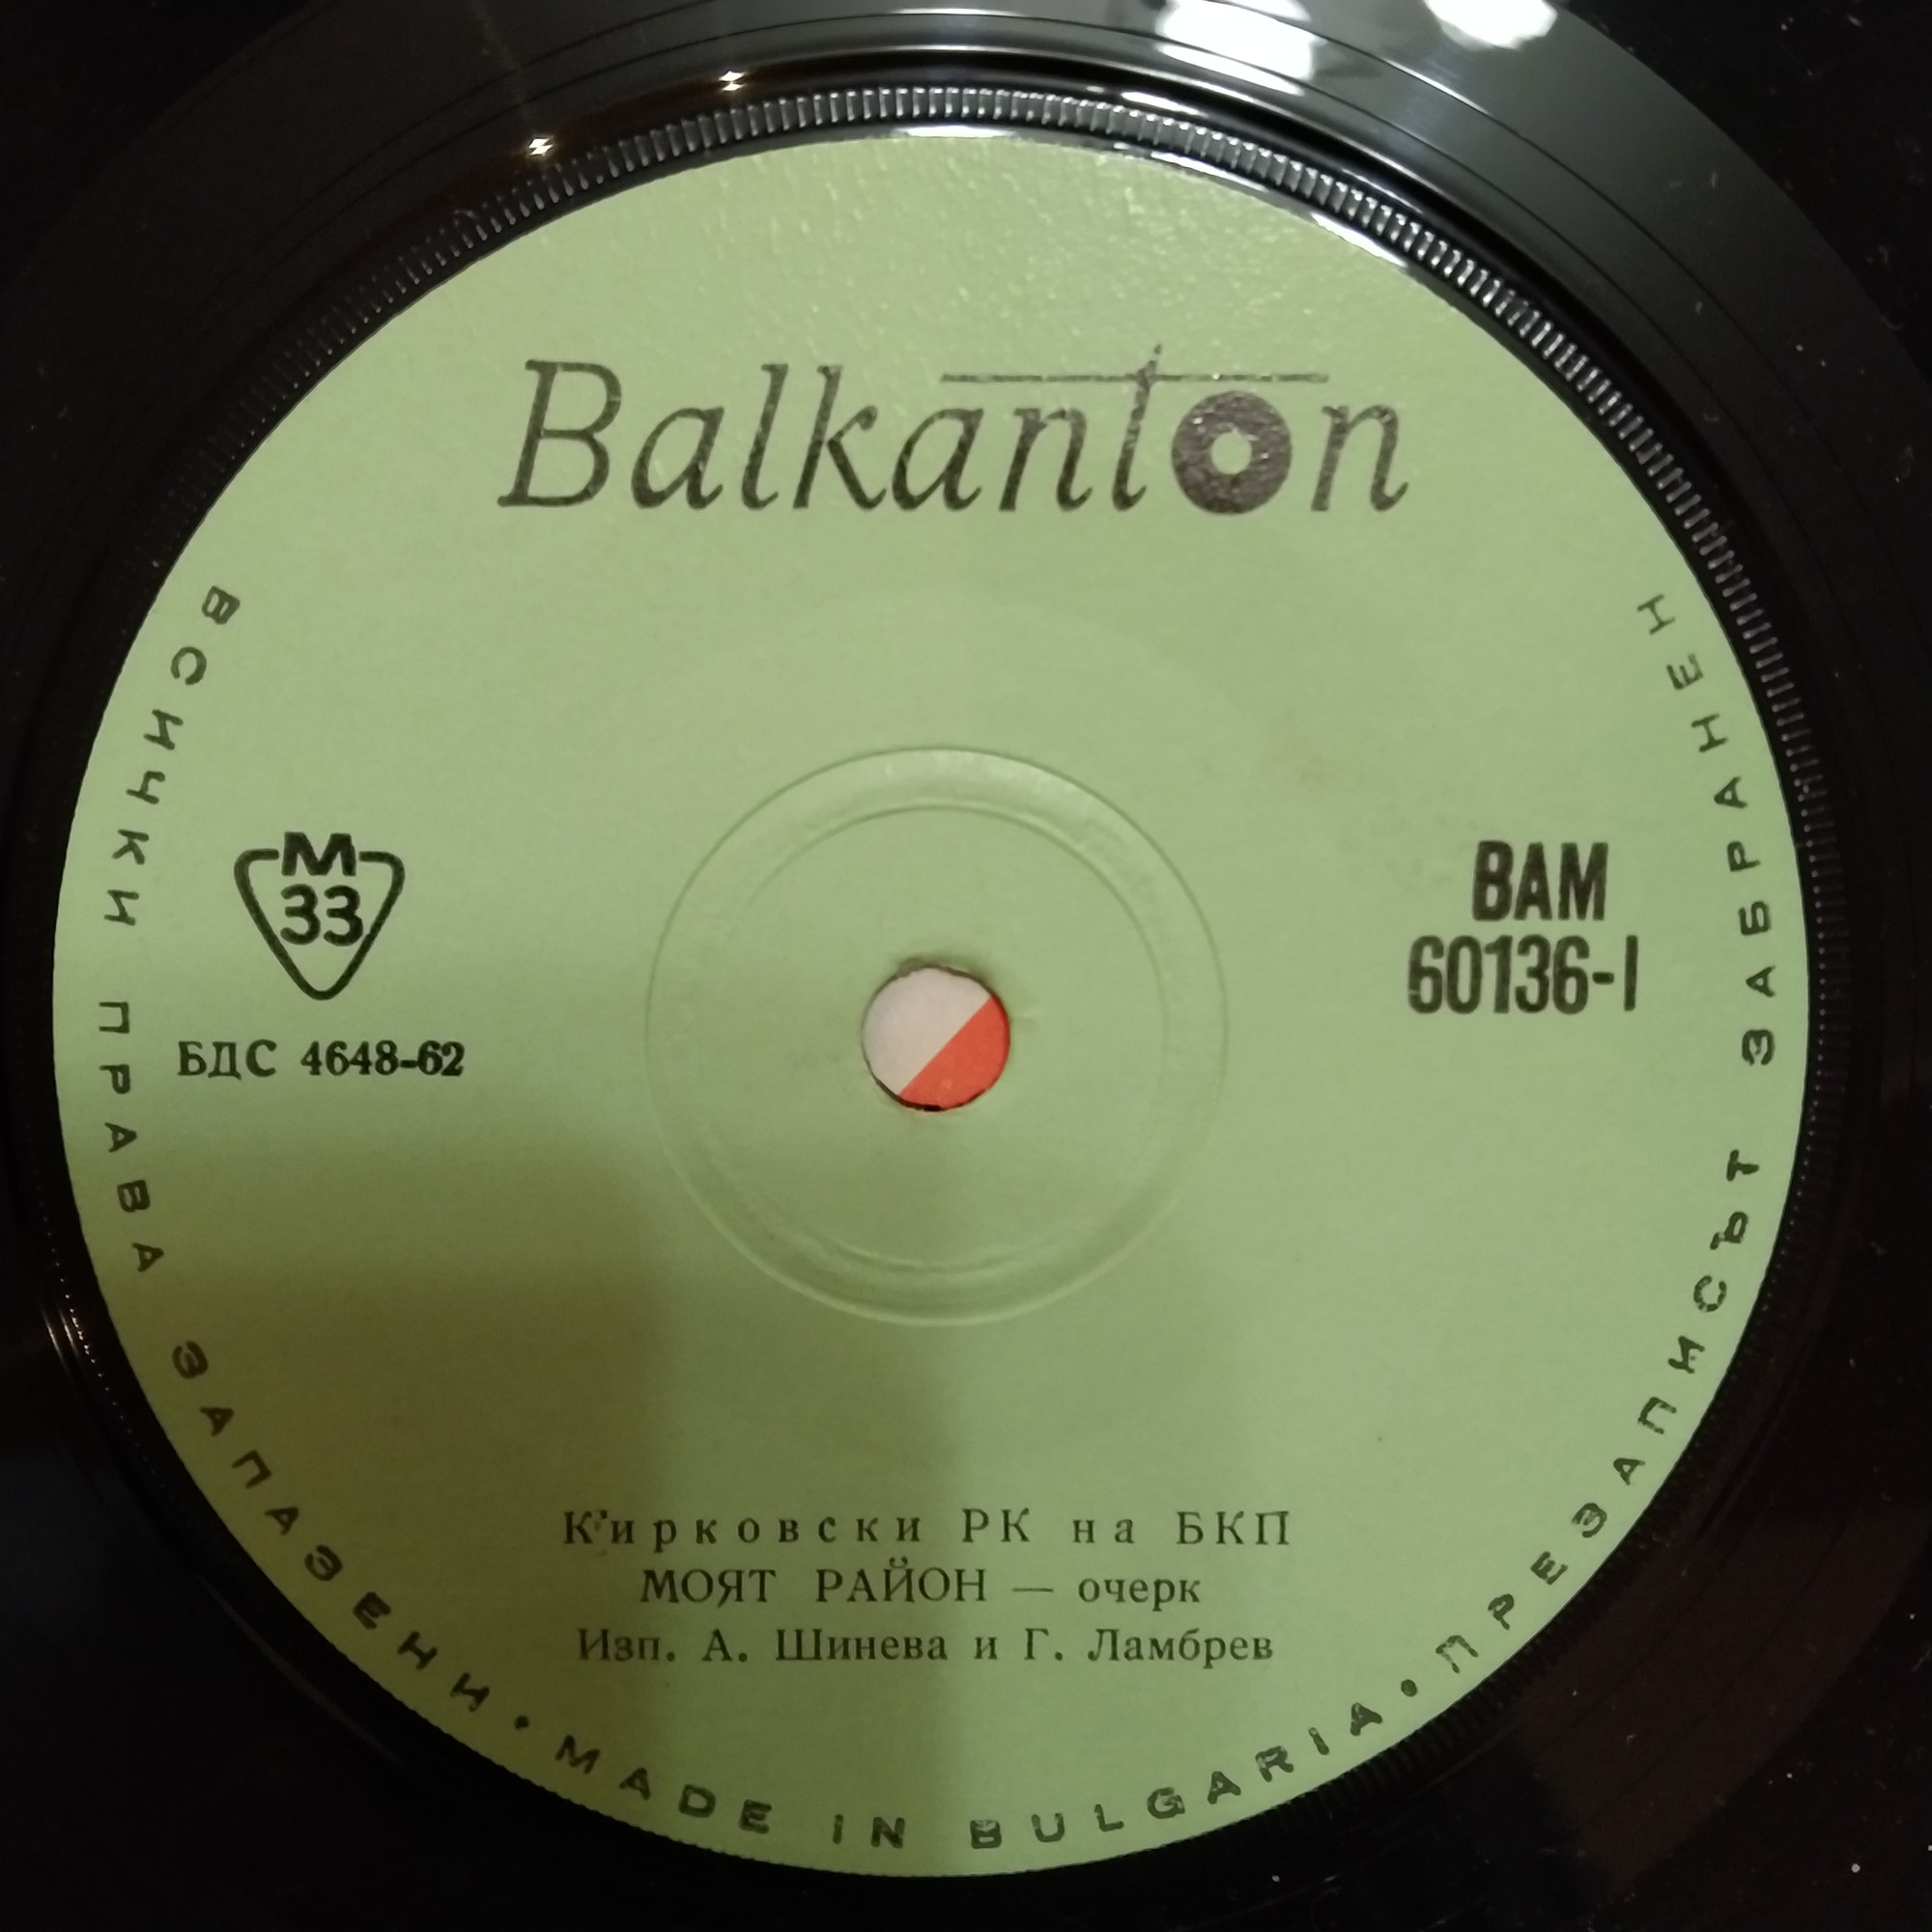 Balkanton
M
33
БДС 4648-62
ВАМ
60136-I
Кирковски РК на БКП
МОЯТ РАЙОН — очерк
Изп. А. Шинева и Г. Ламбрев
ВСИЧКИ ПРАВА ЗАПАЗЕНИ • MADE IN BULGARIA • ПРЕЗАПИСЪТ ЗАБРАНЕН